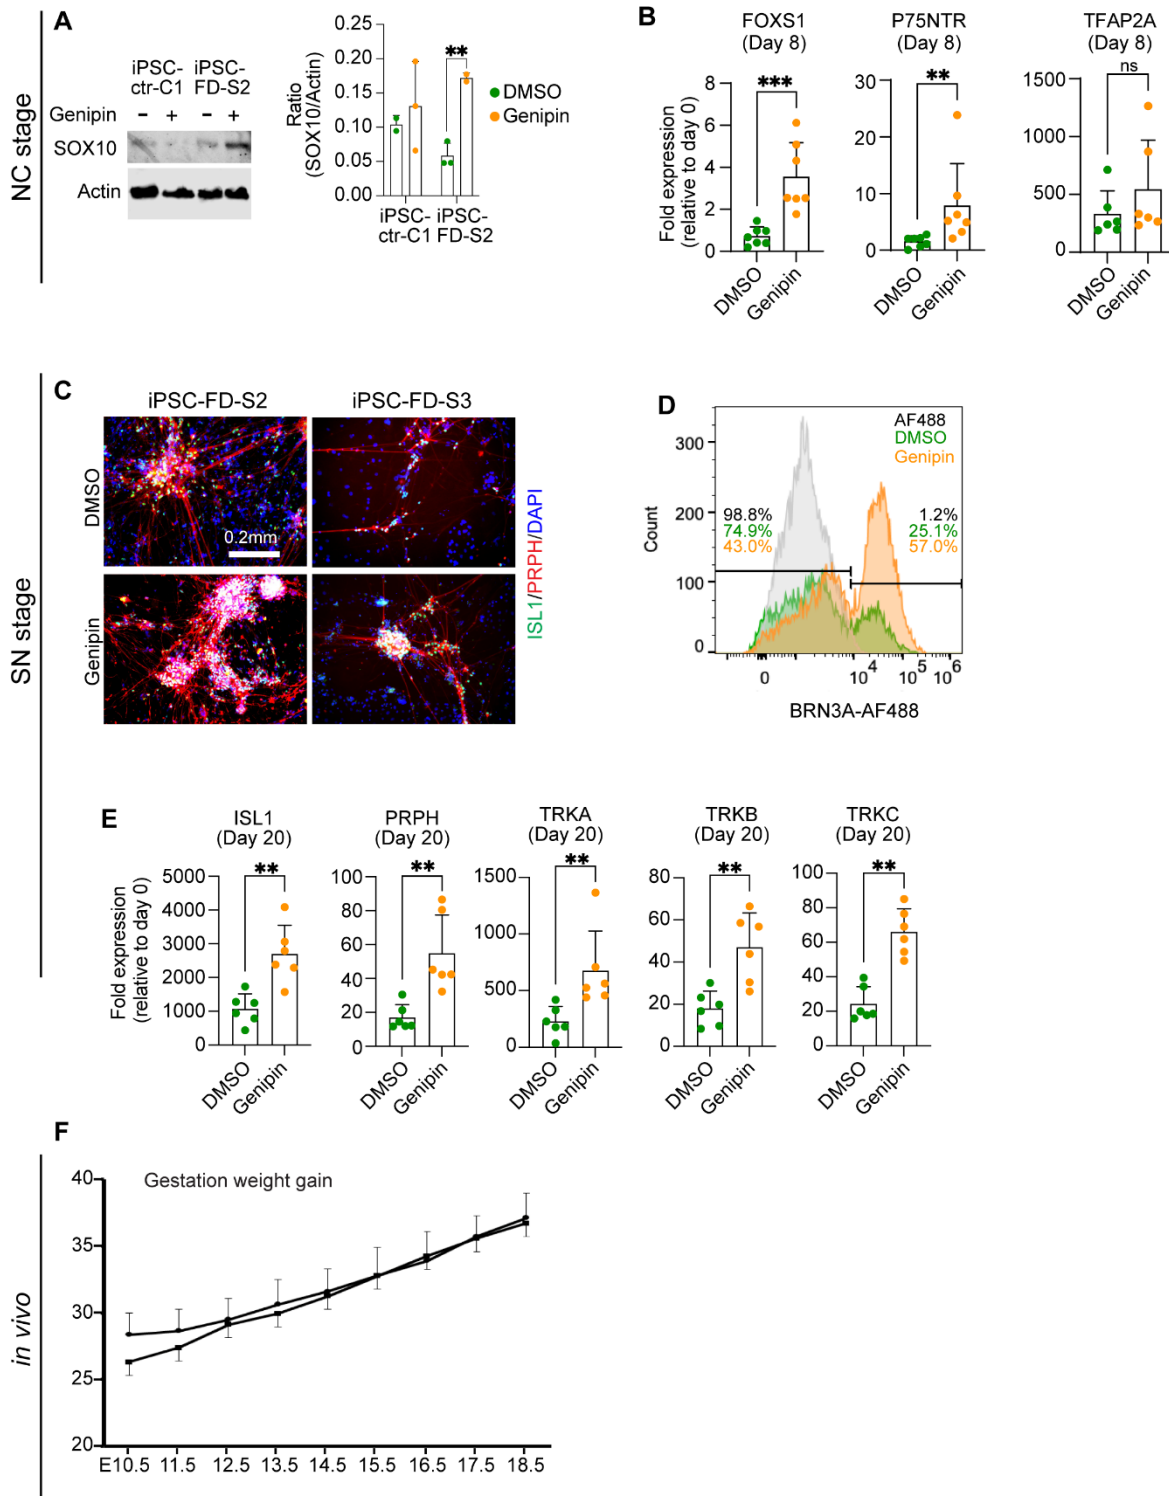 NC stage
A
iPSC-
ctr-C1
iPSC-
FD-S2
Genipin - + - +
SOX10
Actin
Ratio
(SOX10/Actin)
0.25
0.20
0.15
0.10
0.05
0.00
**
DMSO
Genipin
iPSC-
ctr-C1
iPSC-
FD-S2
B
FOXS1
(Day 8)
Fold expression
(relative to day 0)
8
6
4
2
0
***
DMSO
Genipin
P75NTR
(Day 8)
30
20
10
0
**
DMSO
Genipin
TFAP2A
(Day 8)
1500
1000
500
0
ns
DMSO
Genipin
SN stage
C
iPSC-FD-S2
iPSC-FD-S3
DMSO
0.2mm
Genipin
ISL1/PRPH/DAPI
D
Count
300
200
100
0
AF488
DMSO
Genipin
98.8%
74.9%
43.0%
1.2%
25.1%
57.0%
0 10^4 10^5 10^6
BRN3A-AF488
E
ISL1
(Day 20)
Fold expression
(relative to day 0)
5000
4000
3000
2000
1000
0
**
DMSO
Genipin
PRPH
(Day 20)
100
80
60
40
20
0
**
DMSO
Genipin
TRKA
(Day 20)
1500
1000
500
0
**
DMSO
Genipin
TRKB
(Day 20)
80
60
40
20
0
**
DMSO
Genipin
TRKC
(Day 20)
100
80
60
40
20
0
**
DMSO
Genipin
in vivo
F
Gestation weight gain
40
35
30
25
20
E10.5 11.5 12.5 13.5 14.5 15.5 16.5 17.5 18.5